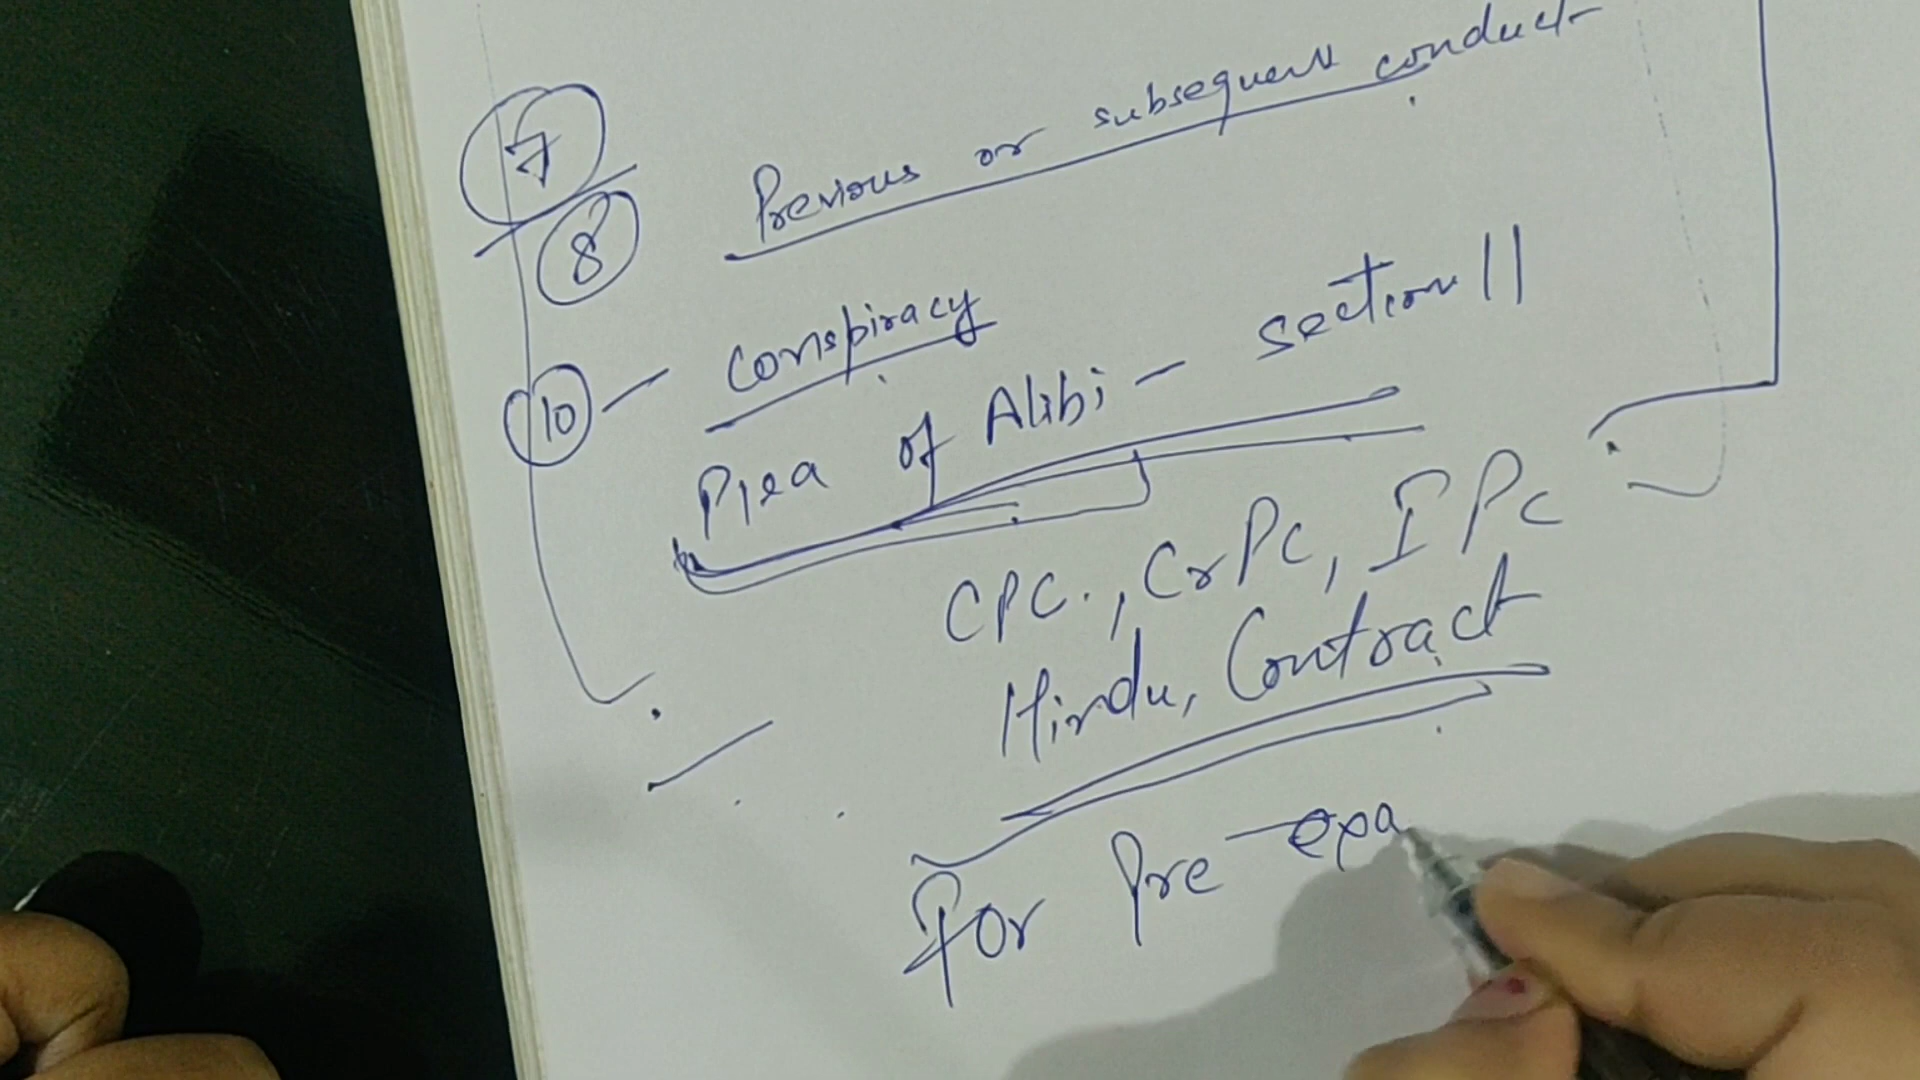 7
8 Previous or subsequent conduct
10 - Conspiracy
Plea of Alibi - Section 11
CPC., CrPC, IPC
Hindu, Contract
For Pre-exa